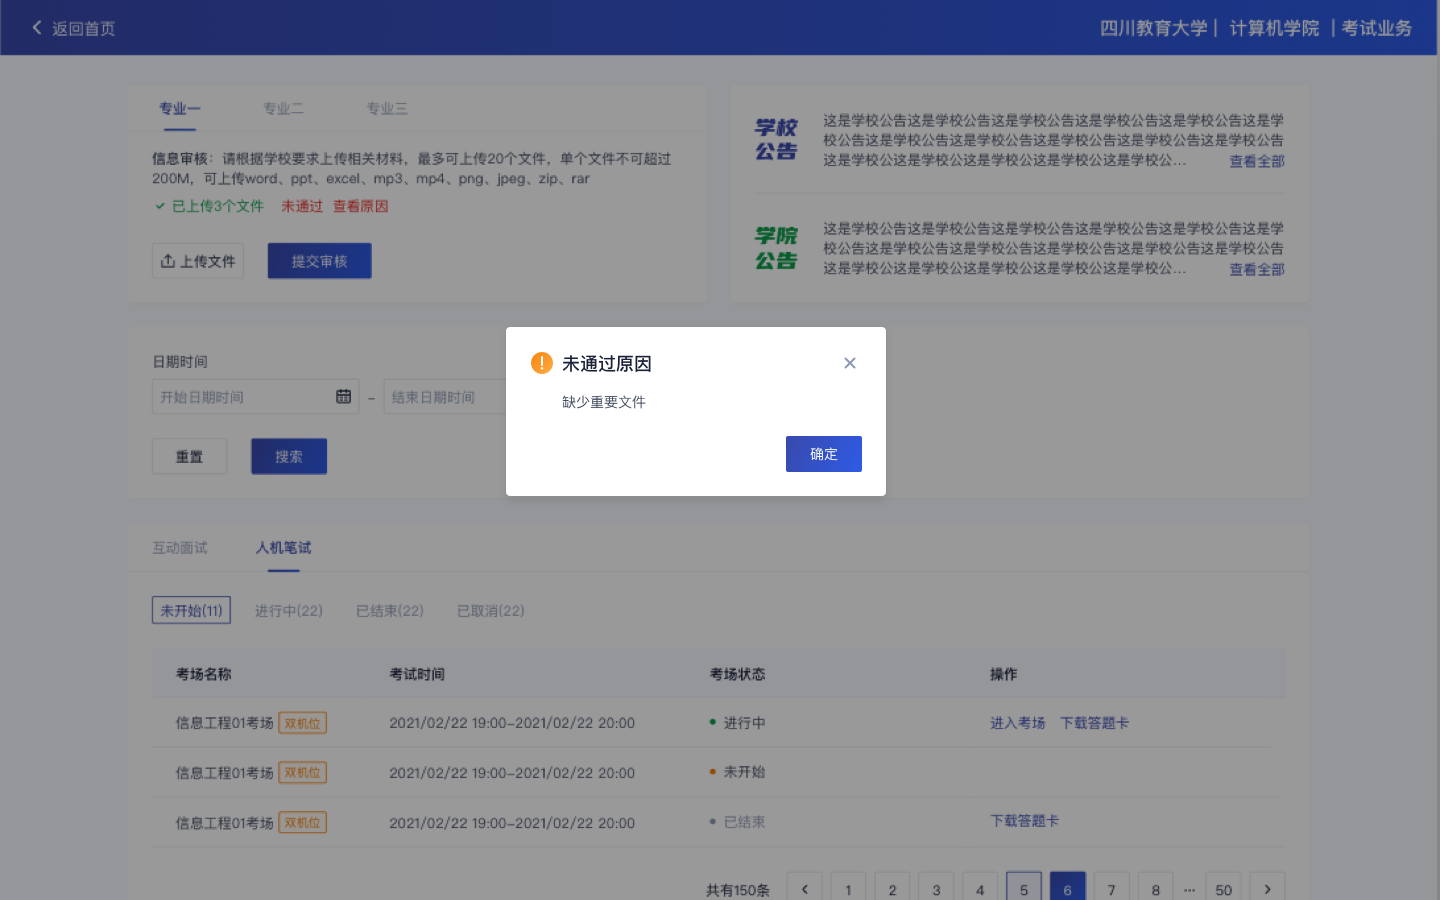 返回首页
四川教育大学 | 计算机学院 | 考试业务
专业一 专业二 专业三
信息审核：请根据学校要求上传相关材料，最多可上传20个文件，单个文件不可超过
200M，可上传word、ppt、excel、mp3、mp4、png、jpeg、zip、rar
已上传3个文件 未通过 查看原因
上传文件 提交审核
学校
公告
这是学校公告这是学校公告这是学校公告这是学校公告这是学校公告这是学
校公告这是学校公告这是学校公告这是学校公告这是学校公告这是学校公告
这是学校公这是学校公这是学校公这是学校公这是学校公... 查看全部
学院
公告
这是学校公告这是学校公告这是学校公告这是学校公告这是学校公告这是学
校公告这是学校公告这是学校公告这是学校公告这是学校公告这是学校公告
这是学校公这是学校公这是学校公这是学校公这是学校公... 查看全部
日期时间
开始日期时间 – 结束日期时间
重置 搜索
未通过原因
缺少重要文件
确定
互动面试 人机笔试
未开始(11) 进行中(22) 已结束(22) 已取消(22)
考场名称 考试时间 考场状态 操作
信息工程01考场 双机位 2021/02/22 19:00-2021/02/22 20:00 进行中 进入考场 下载答题卡
信息工程01考场 双机位 2021/02/22 19:00-2021/02/22 20:00 未开始
信息工程01考场 双机位 2021/02/22 19:00-2021/02/22 20:00 已结束 下载答题卡
共有150条 1 2 3 4 5 6 7 8 ... 50